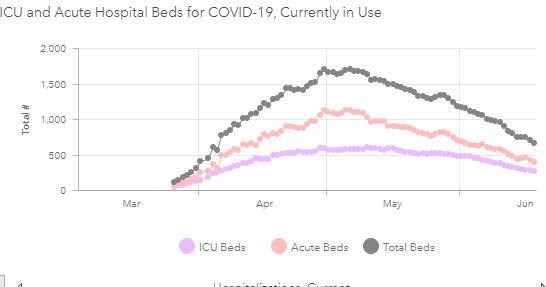 ICU and Acute Hospital Beds for COVID-19, Currently in Use
2,000
1,500
1,000
500
0
Total #
Mar Apr May Jun
ICU Beds Acute Beds Total Beds